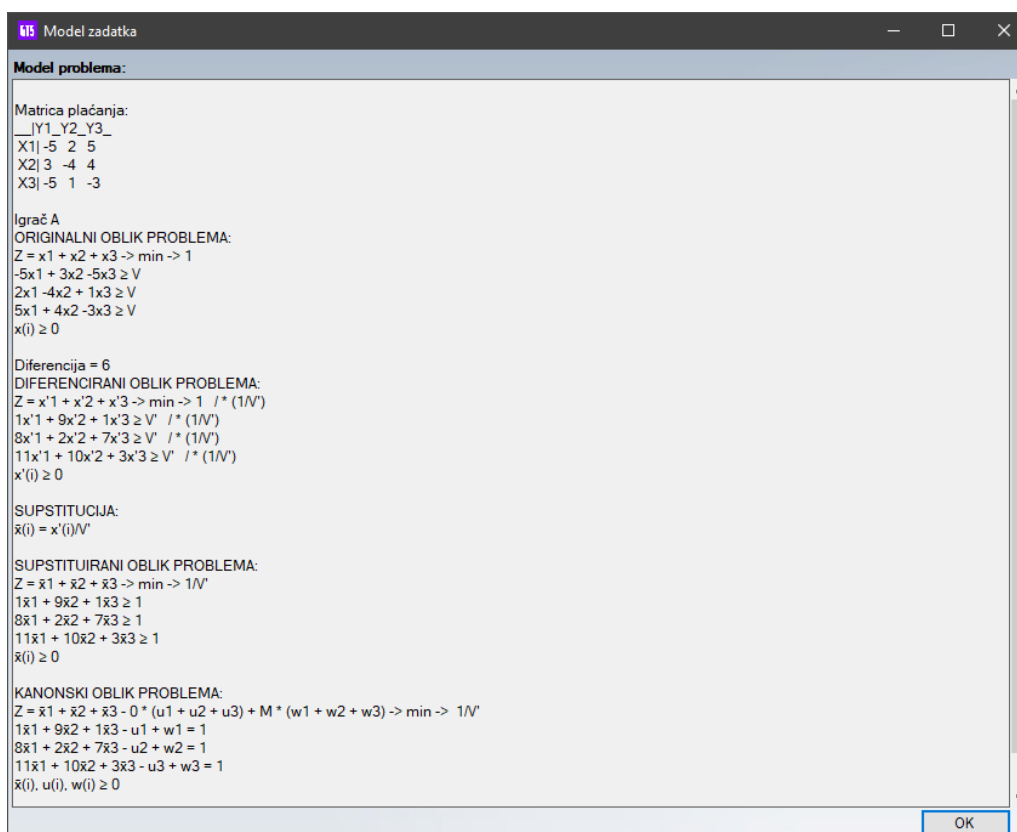 GTS Model zadatka
Model problema:
Matrica plaćanja:
__|Y1_Y2_Y3_
X1| -5 2 5
X2| 3 -4 4
X3| -5 1 -3
Igrač A
ORIGINALNI OBLIK PROBLEMA:
Z = x1 + x2 + x3 -> min -> 1
-5x1 + 3x2 -5x3 ≥ V
2x1 -4x2 + 1x3 ≥ V
5x1 + 4x2 -3x3 ≥ V
x(i) ≥ 0
Diferencija = 6
DIFERENCIRANI OBLIK PROBLEMA:
Z = x'1 + x'2 + x'3 -> min -> 1 / * (1/V')
1x'1 + 9x'2 + 1x'3 ≥ V' / * (1/V')
8x'1 + 2x'2 + 7x'3 ≥ V' / * (1/V')
11x'1 + 10x'2 + 3x'3 ≥ V' / * (1/V')
x'(i) ≥ 0
SUPSTITUCIJA:
x̄(i) = x'(i)/V'
SUPSTITUIRANI OBLIK PROBLEMA:
Z = x̄1 + x̄2 + x̄3 -> min -> 1/V'
1x̄1 + 9x̄2 + 1x̄3 ≥ 1
8x̄1 + 2x̄2 + 7x̄3 ≥ 1
11x̄1 + 10x̄2 + 3x̄3 ≥ 1
x̄(i) ≥ 0
KANONSKI OBLIK PROBLEMA:
Z = x̄1 + x̄2 + x̄3 - 0 * (u1 + u2 + u3) + M * (w1 + w2 + w3) -> min -> 1/V'
1x̄1 + 9x̄2 + 1x̄3 - u1 + w1 = 1
8x̄1 + 2x̄2 + 7x̄3 - u2 + w2 = 1
11x̄1 + 10x̄2 + 3x̄3 - u3 + w3 = 1
x̄(i), u(i), w(i) ≥ 0
OK